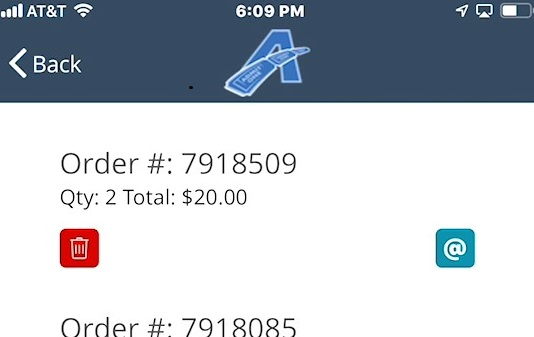 AT&T 6:09 PM
Back
Order #: 7918509
Qty: 2 Total: $20.00
@
Order #: 7918085